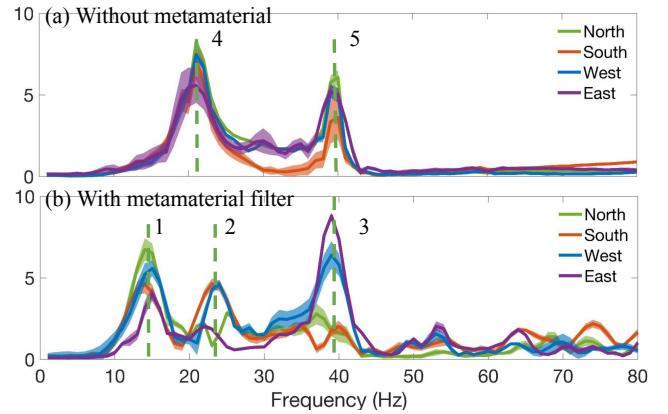 (a) Without metamaterial
10
4
5
North
South
West
East
5
0
(b) With metamaterial filter
10
1
2
3
North
South
West
East
5
0
0 10 20 30 40 50 60 70 80
Frequency (Hz)